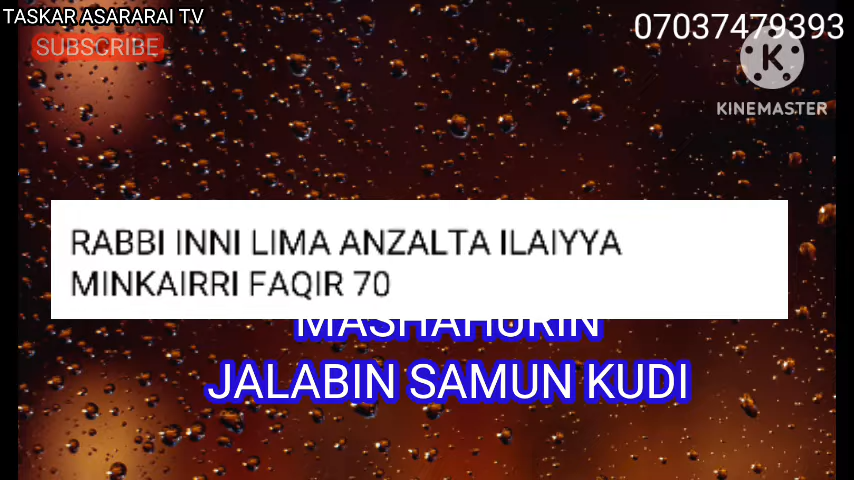 TASKAR ASARARAI TV
SUBSCRIBE
07037479393
K
KINEMASTER
RABBI INNI LIMA ANZALTA ILAIYYA
MINKAIRRI FAQIR 70
MASHAHURIN
JALABIN SAMUN KUDI